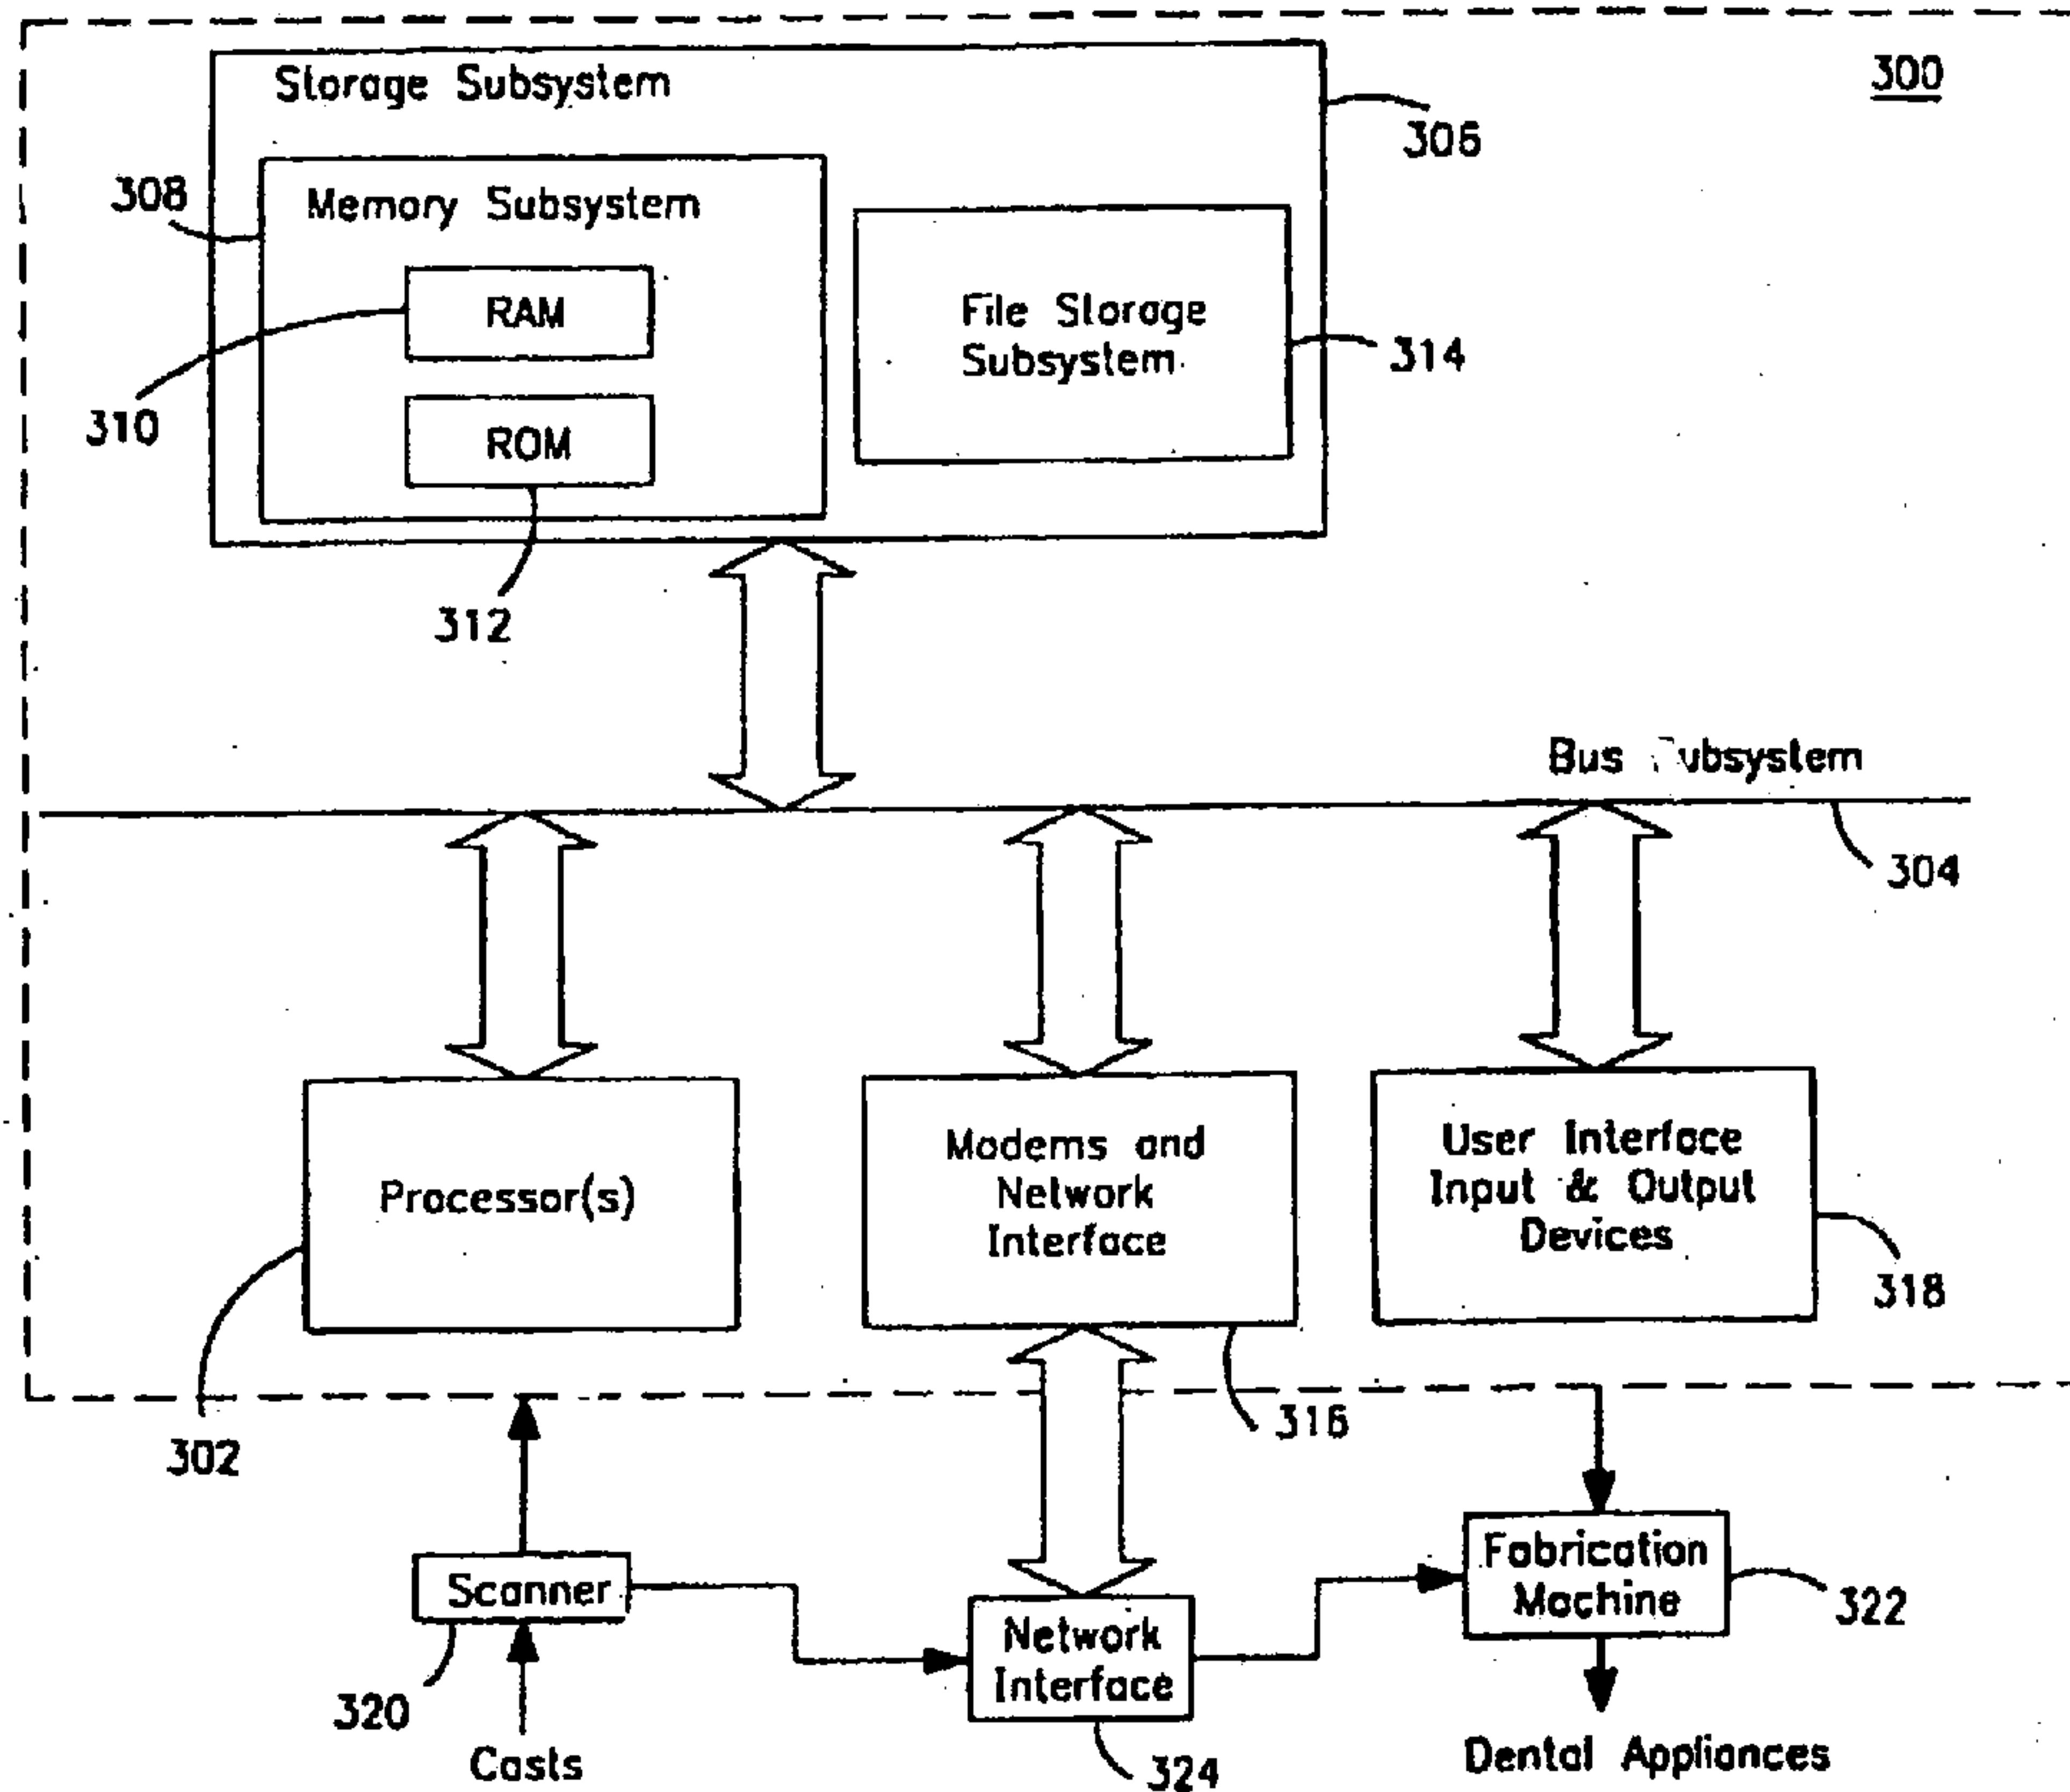 300
Storage Subsystem
306
308
Memory Subsystem
RAM
File Storage
Subsystem
314
310
ROM
312
Bus Subsystem
304
Processor(s)
Modems and
Network
Interface
User Interface
Input & Output
Devices
318
316
302
Scanner
Fabrication
Machine
322
Network
Interface
320
Casts
324
Dental Appliances